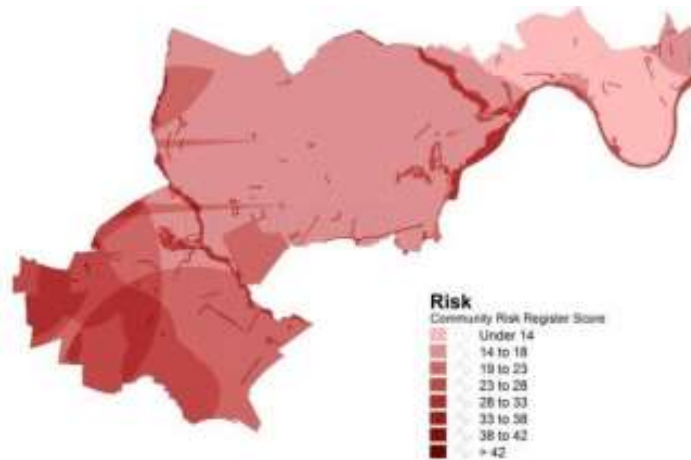 Risk
Community Risk Register Score
Under 14
14 to 18
19 to 23
23 to 28
28 to 33
33 to 38
38 to 42
> 42